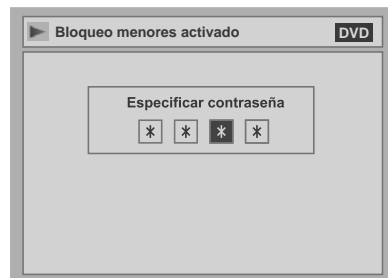 Bloqueo menores activado DVD
Especificar contraseña
* * * *